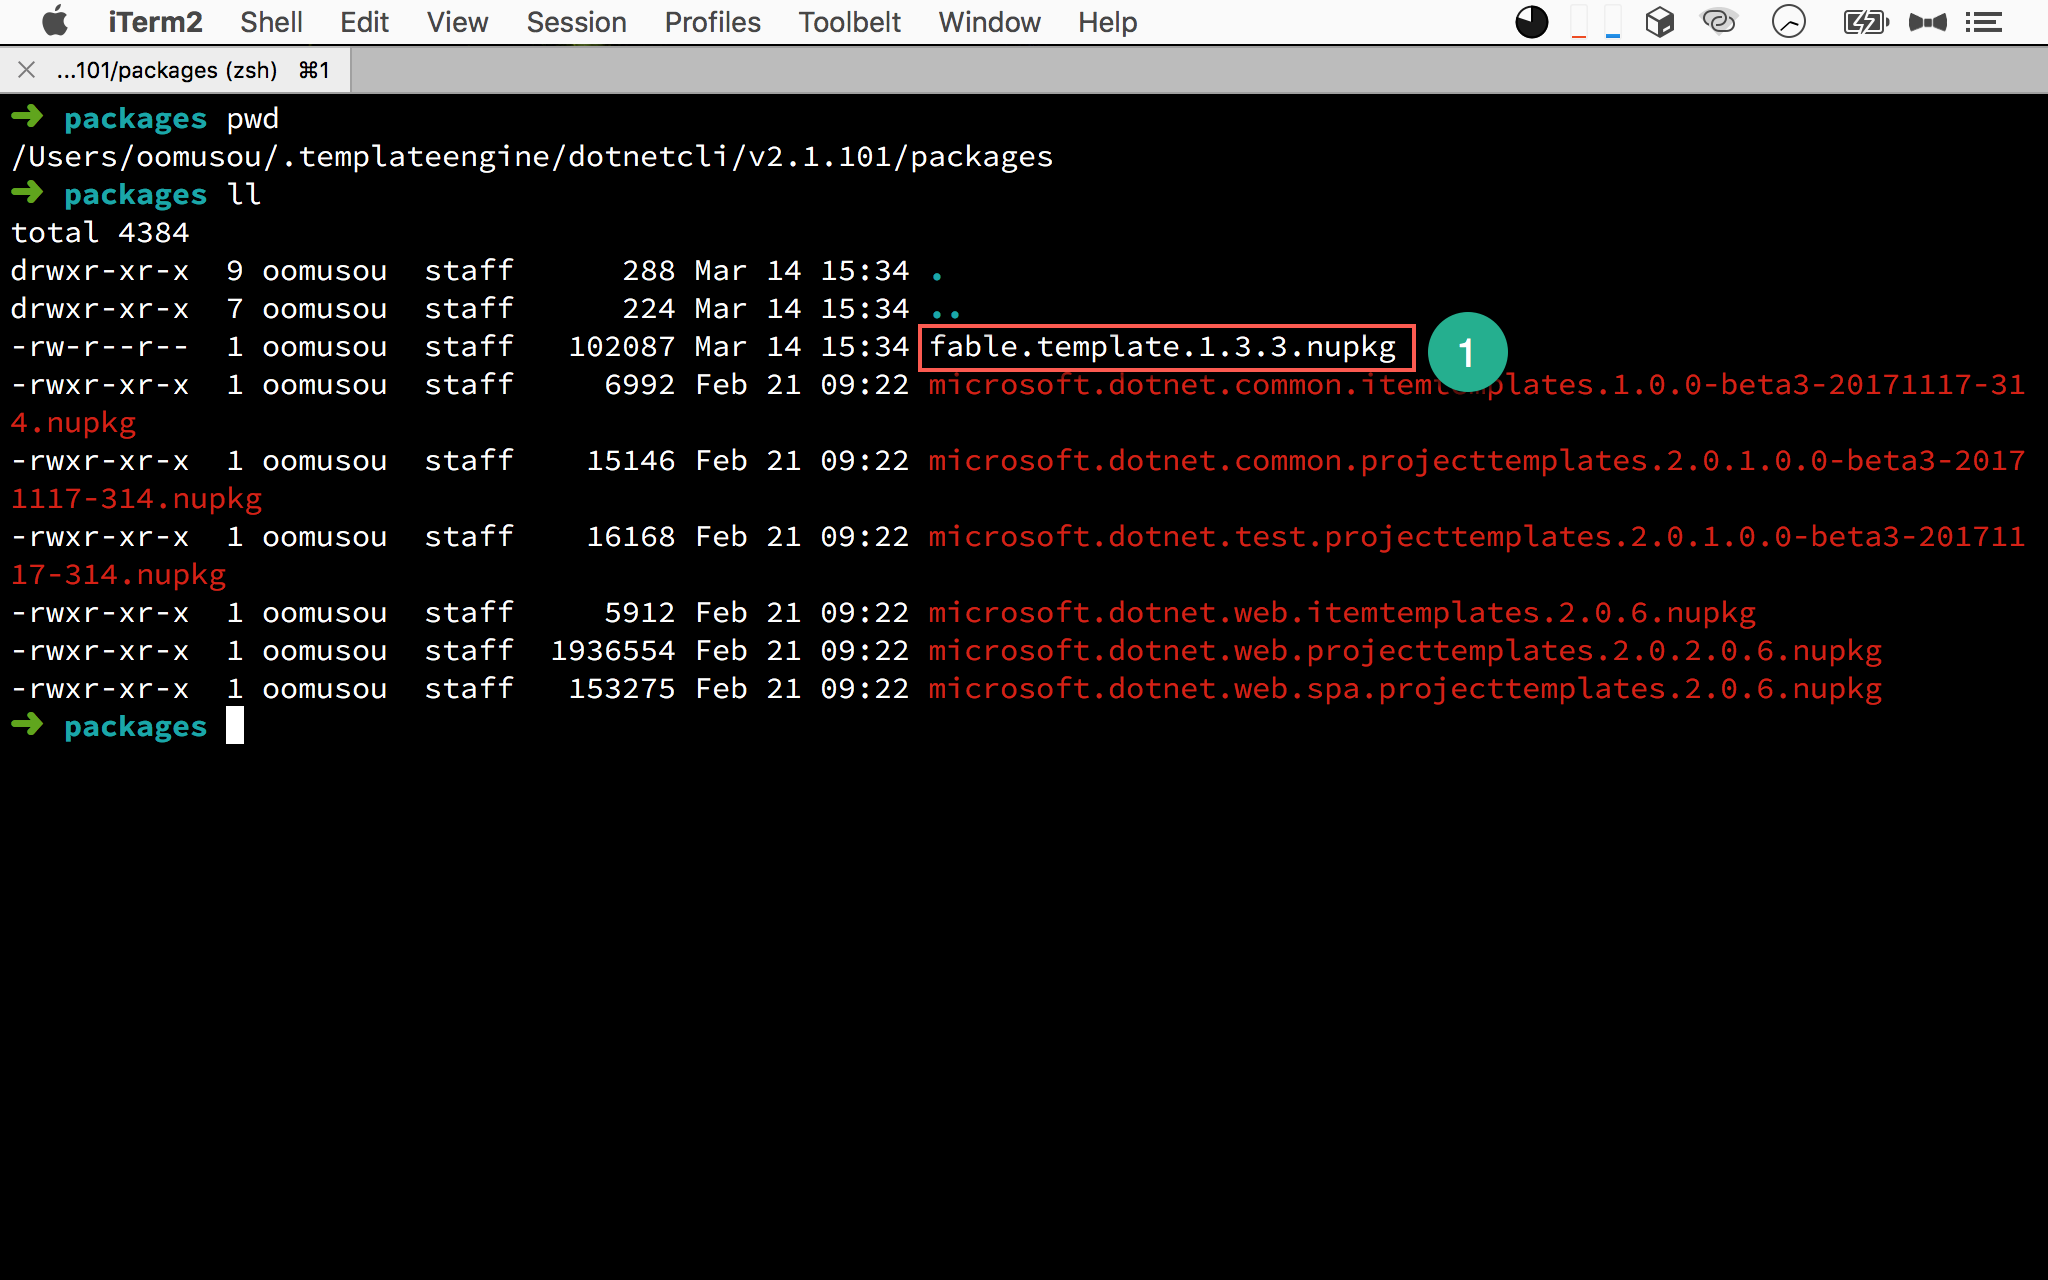 iTerm2 Shell Edit View Session Profiles Toolbelt Window Help
...101/packages (zsh) ⌘1
➜ packages pwd
/Users/oomusou/.templateengine/dotnetcli/v2.1.101/packages
➜ packages ll
total 4384
drwxr-xr-x 9 oomusou staff 288 Mar 14 15:34 .
drwxr-xr-x 7 oomusou staff 224 Mar 14 15:34 ..
-rw-r--r-- 1 oomusou staff 102087 Mar 14 15:34 fable.template.1.3.3.nupkg 1
-rwxr-xr-x 1 oomusou staff 6992 Feb 21 09:22 microsoft.dotnet.common.itemtemplates.1.0.0-beta3-20171117-31
4.nupkg
-rwxr-xr-x 1 oomusou staff 15146 Feb 21 09:22 microsoft.dotnet.common.projecttemplates.2.0.1.0.0-beta3-2017
1117-314.nupkg
-rwxr-xr-x 1 oomusou staff 16168 Feb 21 09:22 microsoft.dotnet.test.projecttemplates.2.0.1.0.0-beta3-201711
17-314.nupkg
-rwxr-xr-x 1 oomusou staff 5912 Feb 21 09:22 microsoft.dotnet.web.itemtemplates.2.0.6.nupkg
-rwxr-xr-x 1 oomusou staff 1936554 Feb 21 09:22 microsoft.dotnet.web.projecttemplates.2.0.2.0.6.nupkg
-rwxr-xr-x 1 oomusou staff 153275 Feb 21 09:22 microsoft.dotnet.web.spa.projecttemplates.2.0.6.nupkg
➜ packages